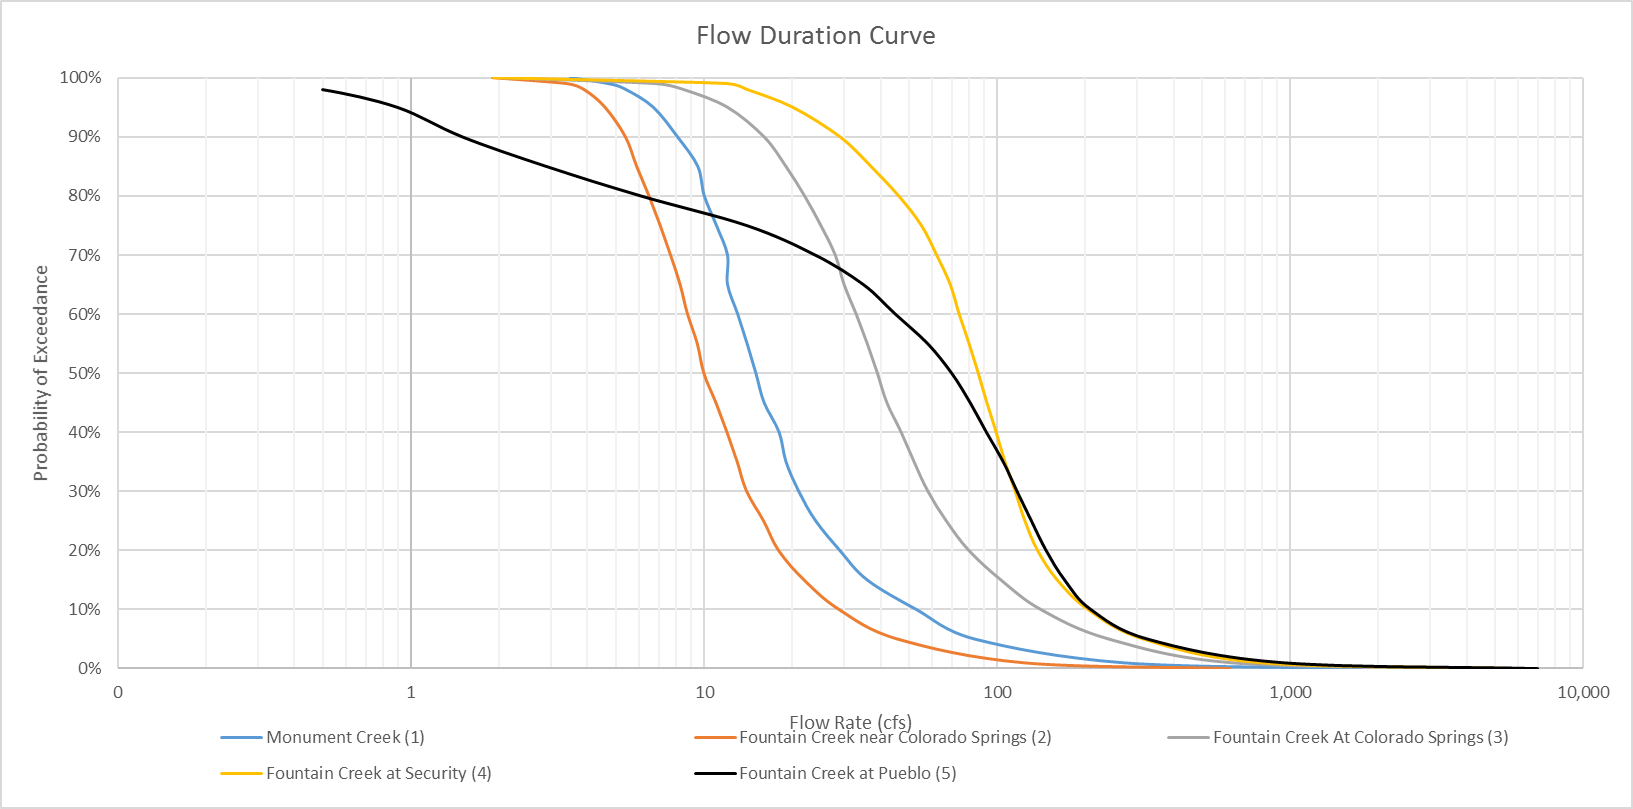 Flow Duration Curve
Probability of Exceedance
100%
90%
80%
70%
60%
50%
40%
30%
20%
10%
0%
0 1 10 100 1,000 10,000
Flow Rate (cfs)
Monument Creek (1) Fountain Creek near Colorado Springs (2) Fountain Creek At Colorado Springs (3)
Fountain Creek at Security (4) Fountain Creek at Pueblo (5)